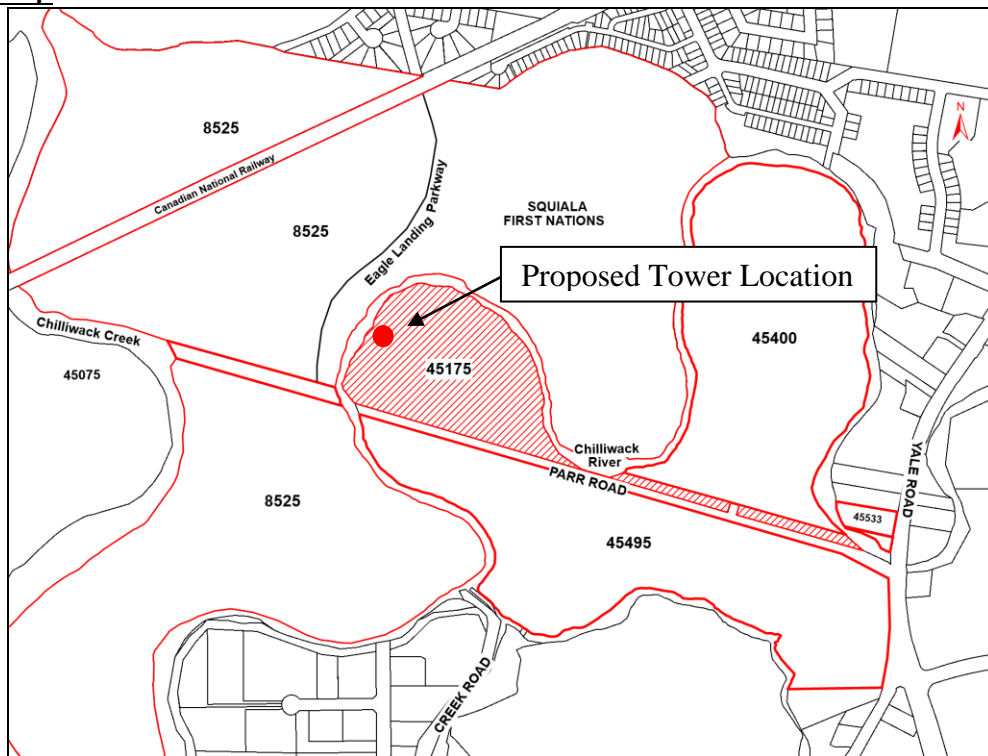 8525
Canadian National Railway
N
SQUIALA
FIRST NATIONS
8525
Eagle Landing Parkway
Proposed Tower Location
Chilliwack Creek
45400
45075
45175
Chilliwack
River
PARR ROAD
YALE ROAD
8525
45533
45495
CREEK ROAD